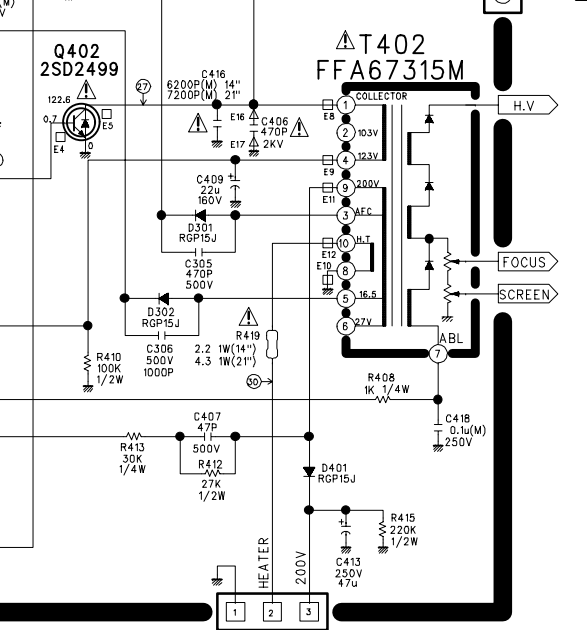 (M)
V
Q402
2SD2499
122.6
0.7
E4
E5
0
27
C416
6200P(M) 14"
7200P(M) 21"
E16
E17
C406
470P
2KV
T402
FFA67315M
E8
1
COLLECTOR
2
103V
4
123V
E9
9
200V
E11
3
AFC
10
H.T
E12
E10
8
5
16.5
6
27V
7
ABL
H.V
FOCUS
SCREEN
C409
22u
160V
D301
RGP15J
C305
470P
500V
D302
RGP15J
C306
500V
1000P
R419
2.2 1W(14")
4.3 1W(21")
30
R410
100K
1/2W
R408
1K 1/4W
C418
0.1u(M)
250V
C407
47P
500V
R413
30K
1/4W
R412
27K
1/2W
D401
RGP15J
R415
220K
1/2W
C413
250V
47u
HEATER
200V
1
2
3